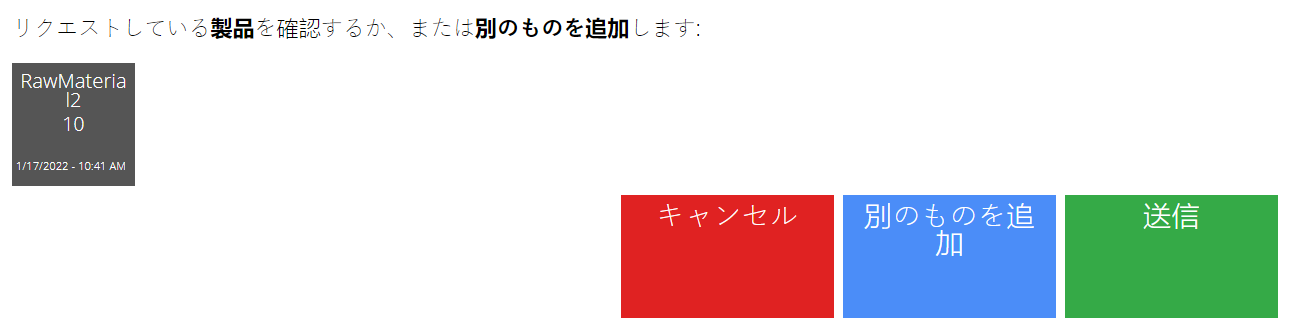 リクエストしている製品を確認するか、または別のものを追加します:
RawMateria
l2
10
1/17/2022 - 10:41 AM
キャンセル
別のものを追
加
送信